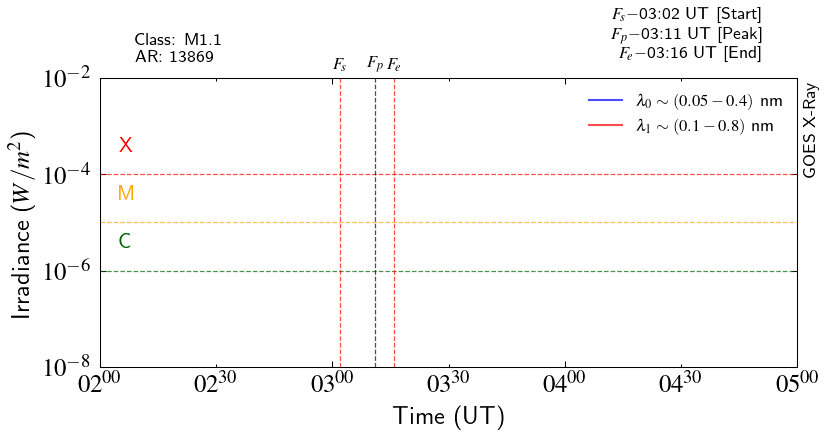 Fs−03:02 UT [Start]
Class: M1.1
Fp−03:11 UT [Peak]
AR: 13869
Fe−03:16 UT [End]
Fs Fp Fe
10⁻²
λ₀ ∼ (0.05 − 0.4) nm
λ₁ ∼ (0.1 − 0.8) nm
GOES X-Ray
X
10⁻⁴
M
C
10⁻⁶
10⁻⁸
Irradiance (W/m²)
02⁰⁰ 02³⁰ 03⁰⁰ 03³⁰ 04⁰⁰ 04³⁰ 05⁰⁰
Time (UT)